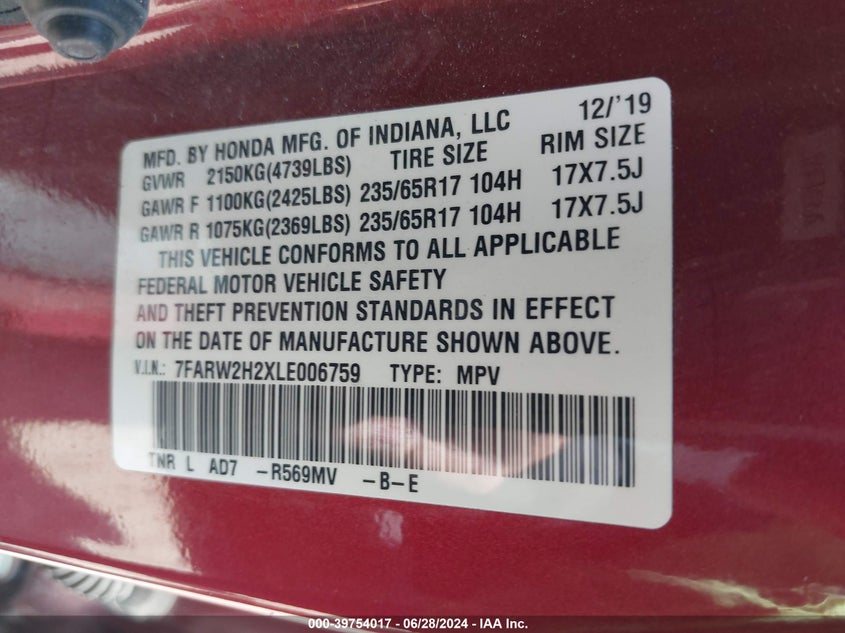 12/'19
MFD. BY HONDA MFG. OF INDIANA, LLC
GVWR 2150KG(4739LBS) TIRE SIZE RIM SIZE
GAWR F 1100KG(2425LBS) 235/65R17 104H 17X7.5J
GAWR R 1075KG(2369LBS) 235/65R17 104H 17X7.5J
THIS VEHICLE CONFORMS TO ALL APPLICABLE
FEDERAL MOTOR VEHICLE SAFETY
AND THEFT PREVENTION STANDARDS IN EFFECT
ON THE DATE OF MANUFACTURE SHOWN ABOVE.
V.I.N.: 7FARW2H2XLE006759 TYPE: MPV
TNR L AD7 -R569MV -B-E
000-39754017 - 06/28/2024 - IAA Inc.